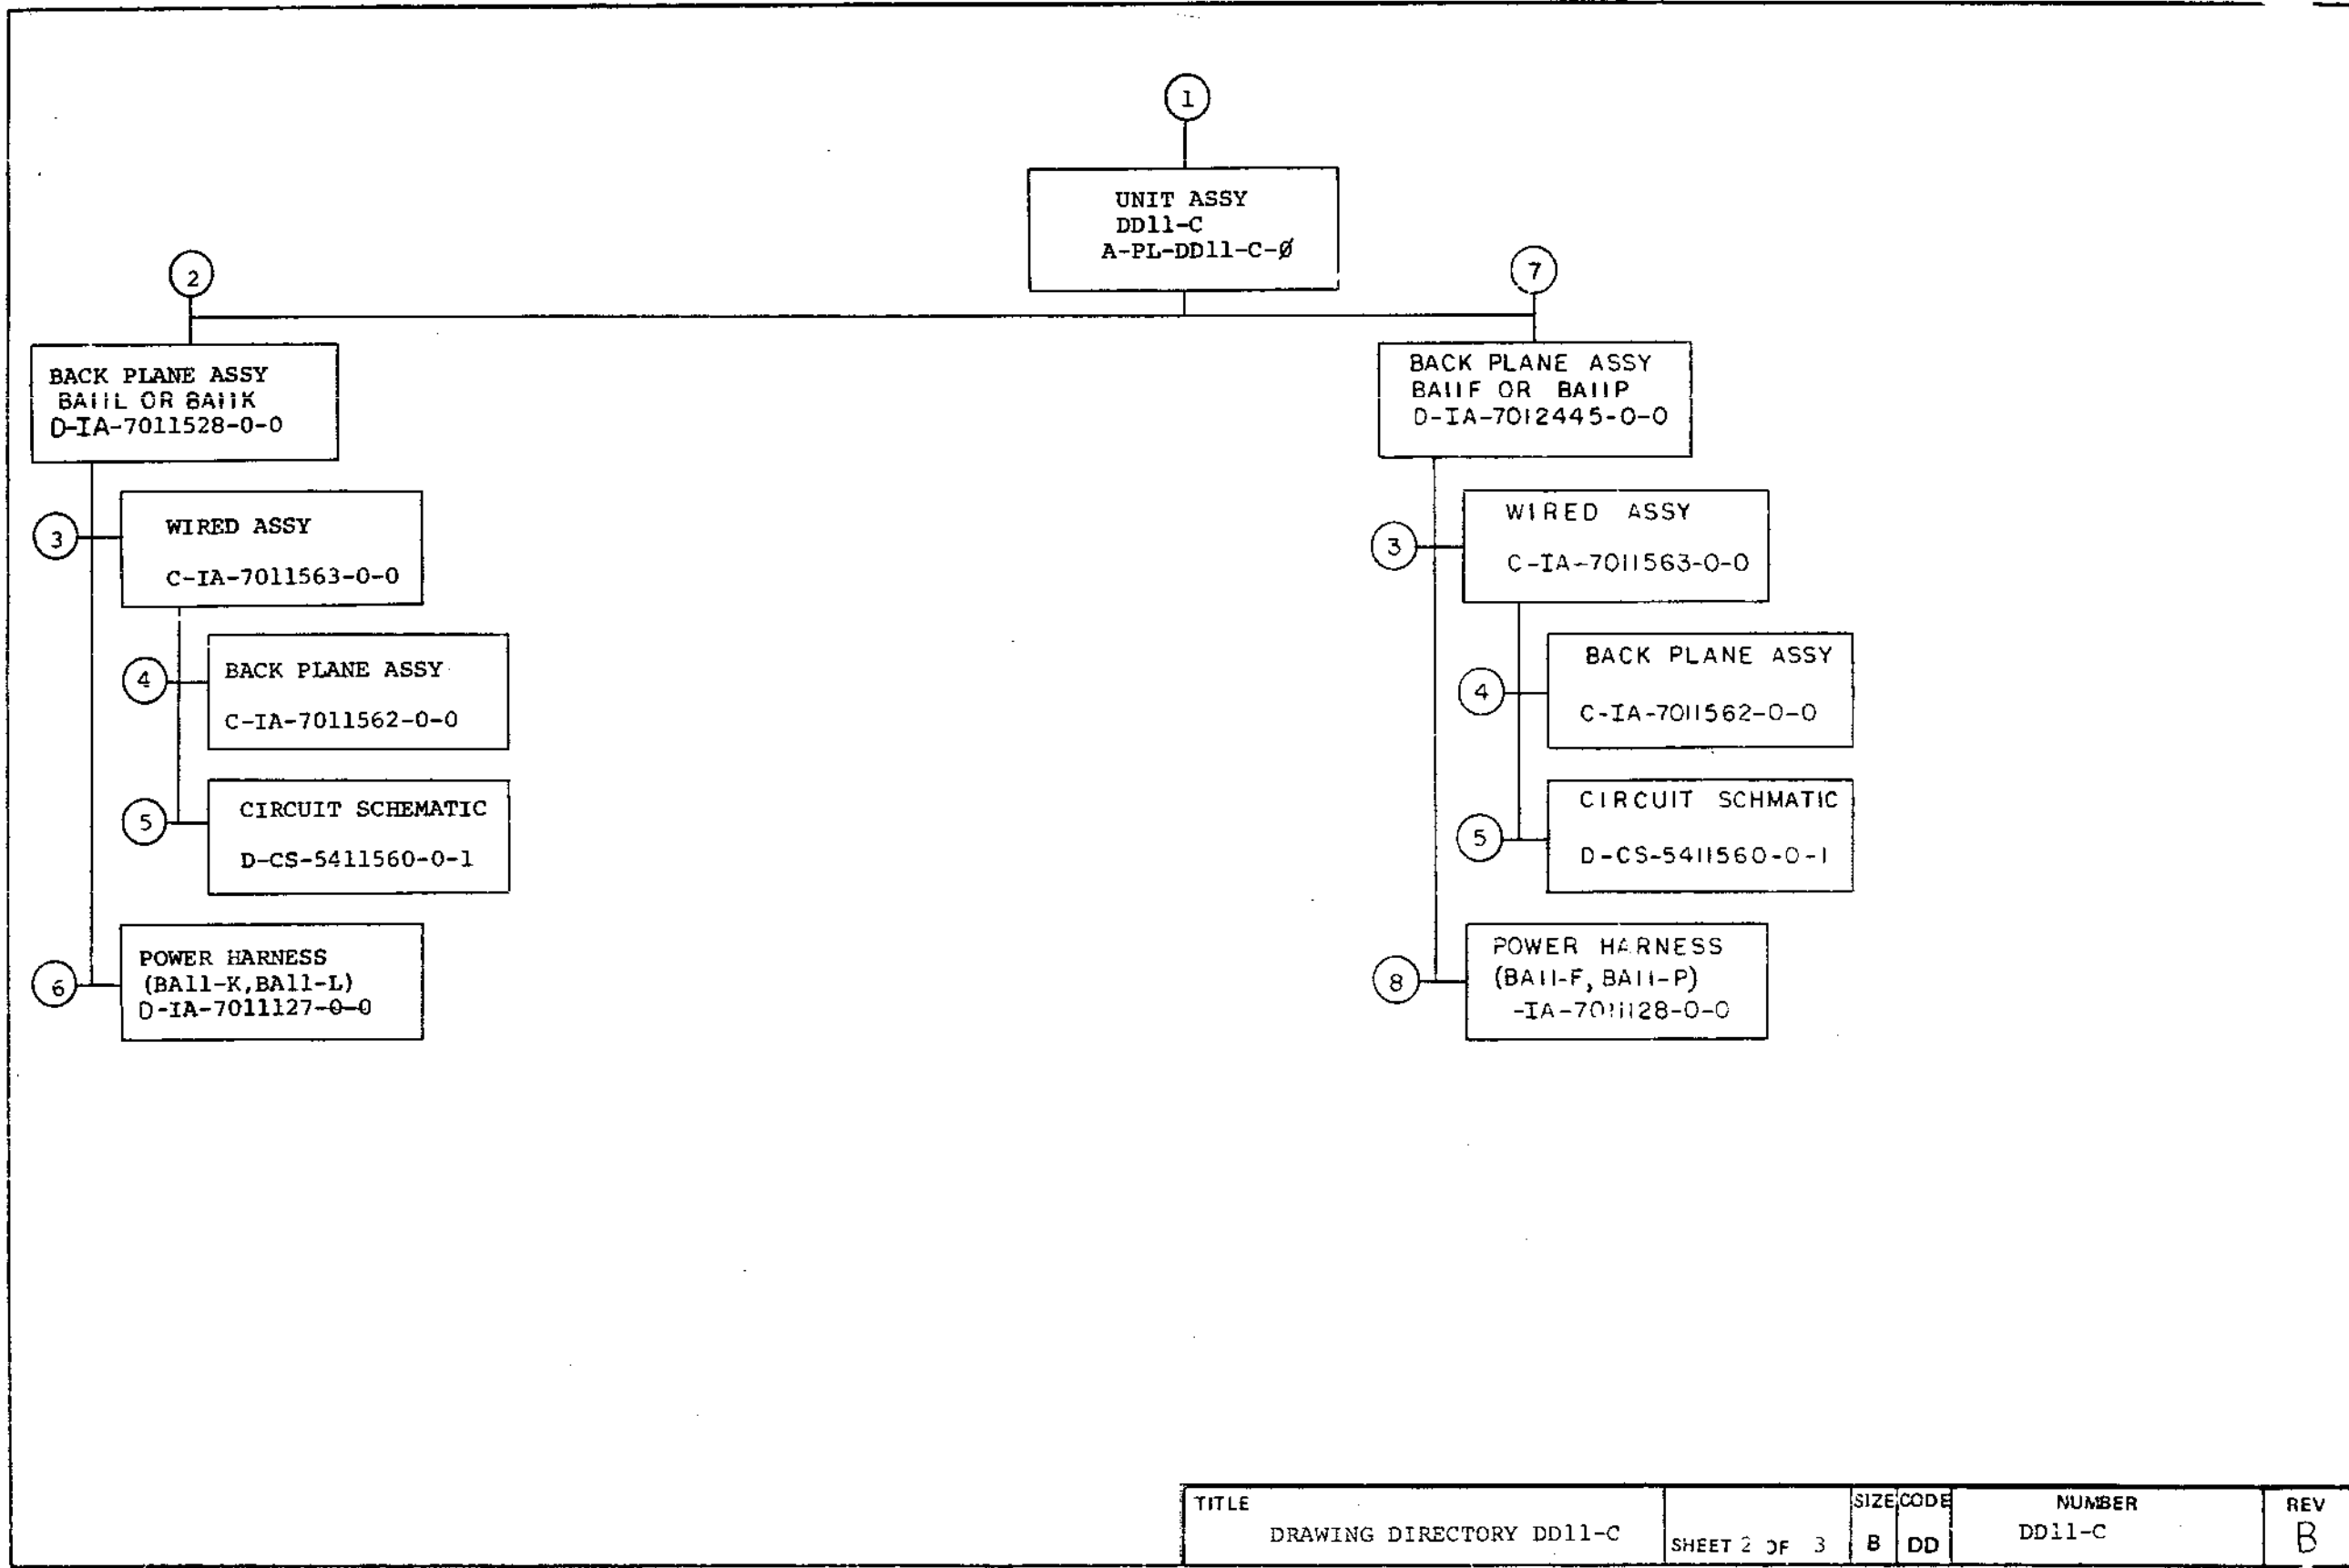 1
UNIT ASSY
DD11-C
A-PL-DD11-C-Ø
2
7
BACK PLANE ASSY
BA11L OR BA11K
D-IA-7011528-0-0
BACK PLANE ASSY
BA11F OR BA11P
D-IA-7012445-0-0
3
WIRED ASSY
C-IA-7011563-0-0
3
WIRED ASSY
C-IA-7011563-0-0
4
BACK PLANE ASSY
C-IA-7011562-0-0
4
BACK PLANE ASSY
C-IA-7011562-0-0
5
CIRCUIT SCHEMATIC
D-CS-5411560-0-1
5
CIRCUIT SCHMATIC
D-CS-5411560-0-1
6
POWER HARNESS
(BA11-K,BA11-L)
D-IA-7011127-0-0
8
POWER HARNESS
(BA11-F, BA11-P)
-IA-7011128-0-0
TITLE
DRAWING DIRECTORY DD11-C
SHEET 2 OF 3
SIZE
B
CODE
DD
NUMBER
DD11-C
REV
B